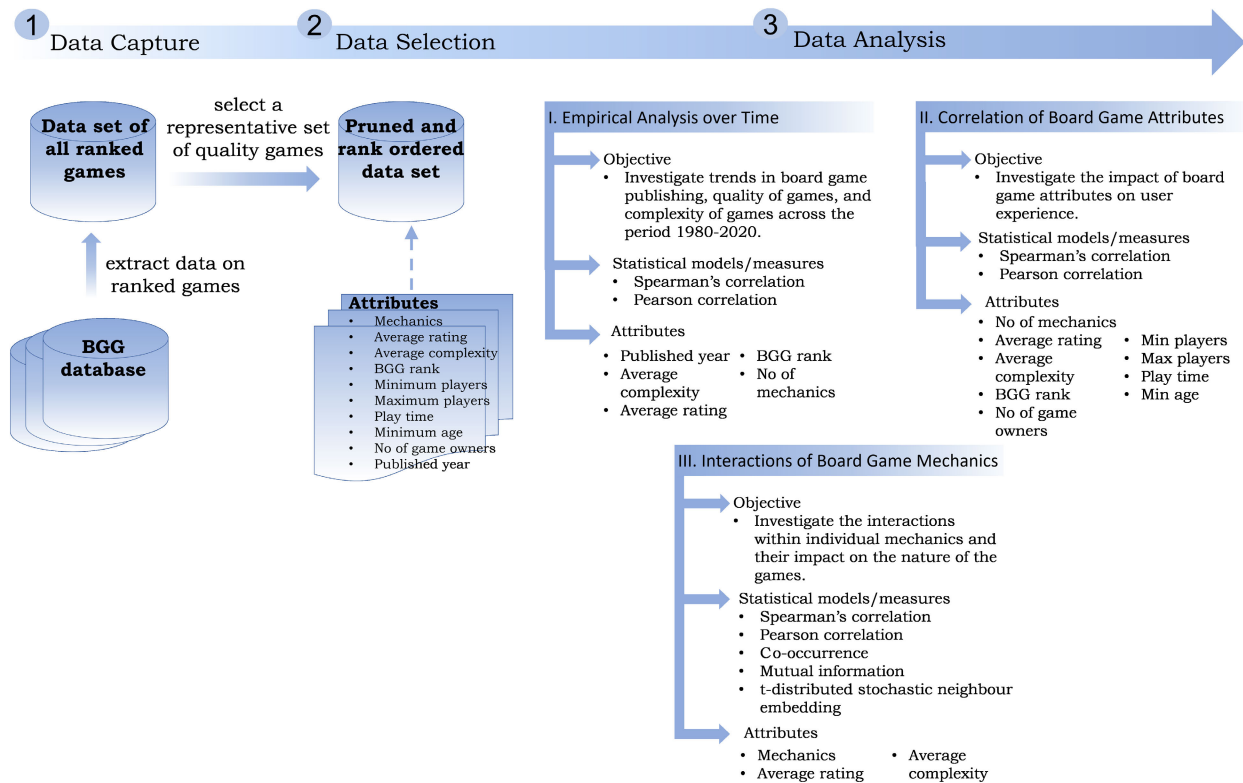 1
Data Capture
2
Data Selection
3
Data Analysis
Data set of
all ranked
games
select a
representative set
of quality games
Pruned and
rank ordered
data set
extract data on
ranked games
BGG
database
Attributes
• Mechanics
• Average rating
• Average complexity
• BGG rank
• Minimum players
• Maximum players
• Play time
• Minimum age
• No of game owners
• Published year
I. Empirical Analysis over Time
Objective
• Investigate trends in board game
publishing, quality of games, and
complexity of games across the
period 1980-2020.
Statistical models/measures
• Spearman's correlation
• Pearson correlation
Attributes
• Published year
• Average
complexity
• Average rating
• BGG rank
• No of
mechanics
II. Correlation of Board Game Attributes
Objective
• Investigate the impact of board
game attributes on user
experience.
Statistical models/measures
• Spearman's correlation
• Pearson correlation
Attributes
• No of mechanics
• Average rating
• Average
complexity
• BGG rank
• No of game
owners
• Min players
• Max players
• Play time
• Min age
III. Interactions of Board Game Mechanics
Objective
• Investigate the interactions
within individual mechanics and
their impact on the nature of the
games.
Statistical models/measures
• Spearman's correlation
• Pearson correlation
• Co-occurrence
• Mutual information
• t-distributed stochastic neighbour
embedding
Attributes
• Mechanics
• Average rating
• Average
complexity